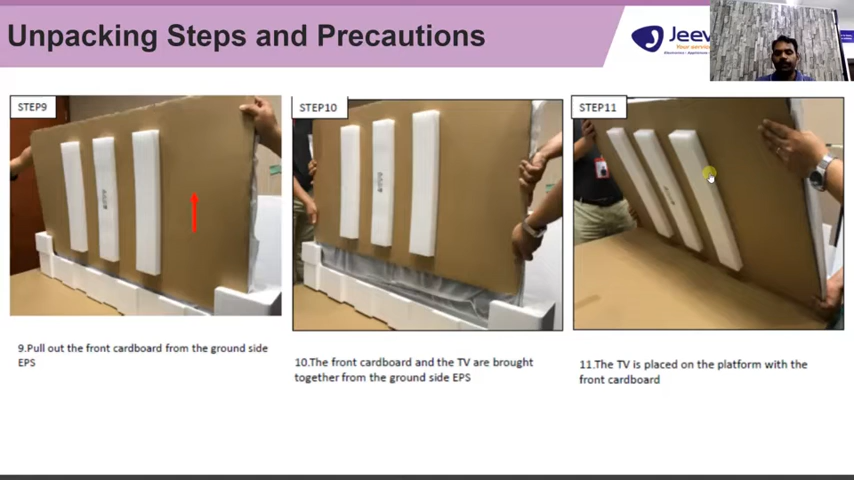 Unpacking Steps and Precautions
Jeev
Your servic
STEP9
STEP10
STEP11
9.Pull out the front cardboard from the ground side
EPS
10.The front cardboard and the TV are brought
together from the ground side EPS
11.The TV is placed on the platform with the
front cardboard